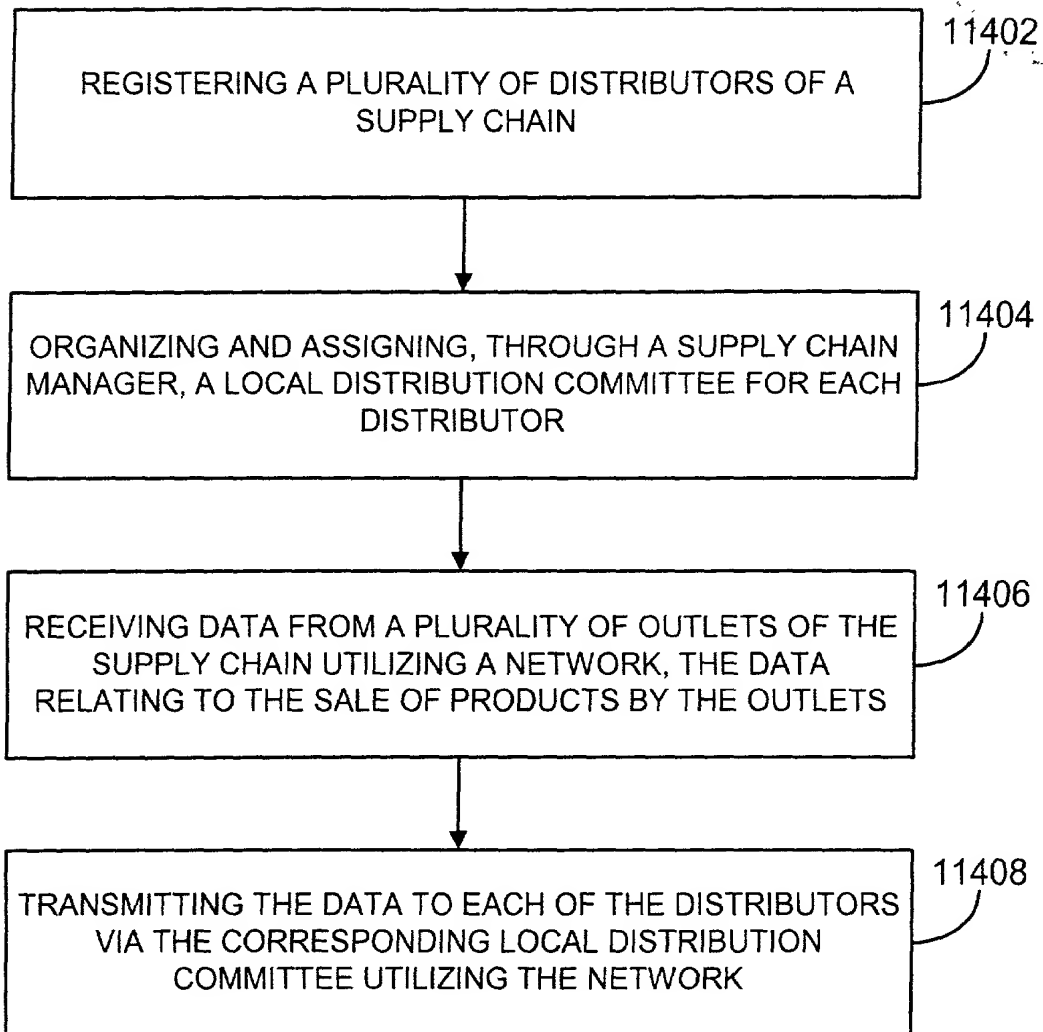 11402
REGISTERING A PLURALITY OF DISTRIBUTORS OF A
SUPPLY CHAIN
11404
ORGANIZING AND ASSIGNING, THROUGH A SUPPLY CHAIN
MANAGER, A LOCAL DISTRIBUTION COMMITTEE FOR EACH
DISTRIBUTOR
11406
RECEIVING DATA FROM A PLURALITY OF OUTLETS OF THE
SUPPLY CHAIN UTILIZING A NETWORK, THE DATA
RELATING TO THE SALE OF PRODUCTS BY THE OUTLETS
11408
TRANSMITTING THE DATA TO EACH OF THE DISTRIBUTORS
VIA THE CORRESPONDING LOCAL DISTRIBUTION
COMMITTEE UTILIZING THE NETWORK